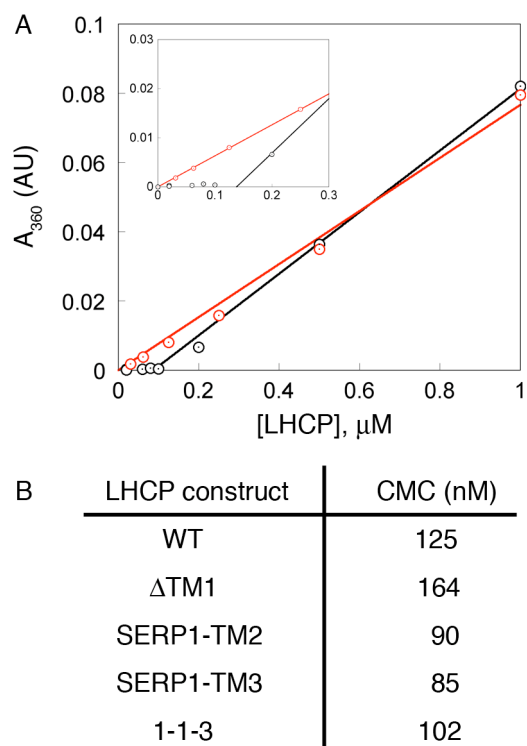 A
0.1
0.08
0.06
0.04
0.02
0
A360 (AU)
0.03
0.02
0.01
0
0 0.1 0.2 0.3
0 0.2 0.4 0.6 0.8 1
[LHCP], μM
B
LHCP construct CMC (nM)
WT 125
ΔTM1 164
SERP1-TM2 90
SERP1-TM3 85
1-1-3 102